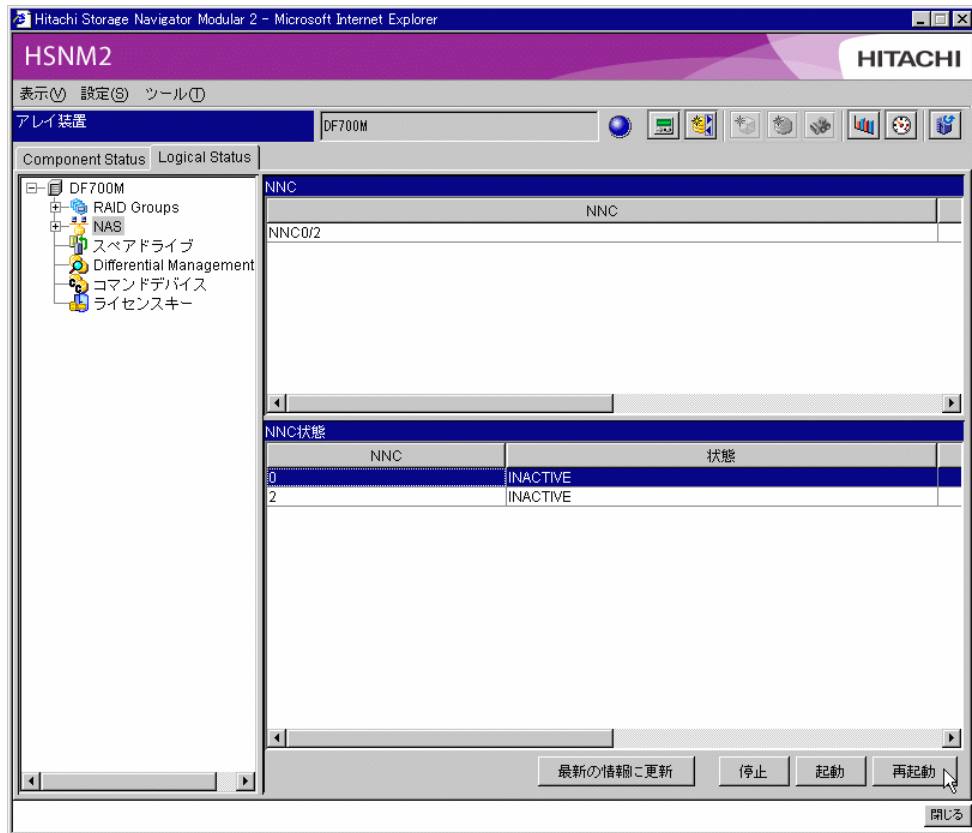 Hitachi Storage Navigator Modular 2 - Microsoft Internet Explorer
HSNM2
HITACHI
表示(V) 設定(S) ツール(T)
アレイ装置 DF700M
Component Status Logical Status
DF700M
RAID Groups
NAS
スペアドライブ
Differential Management
コマンドデバイス
ライセンスキー
NNC
NNC
NNC0/2
NNC状態
NNC 状態
0 INACTIVE
2 INACTIVE
最新の情報に更新 停止 起動 再起動
閉じる